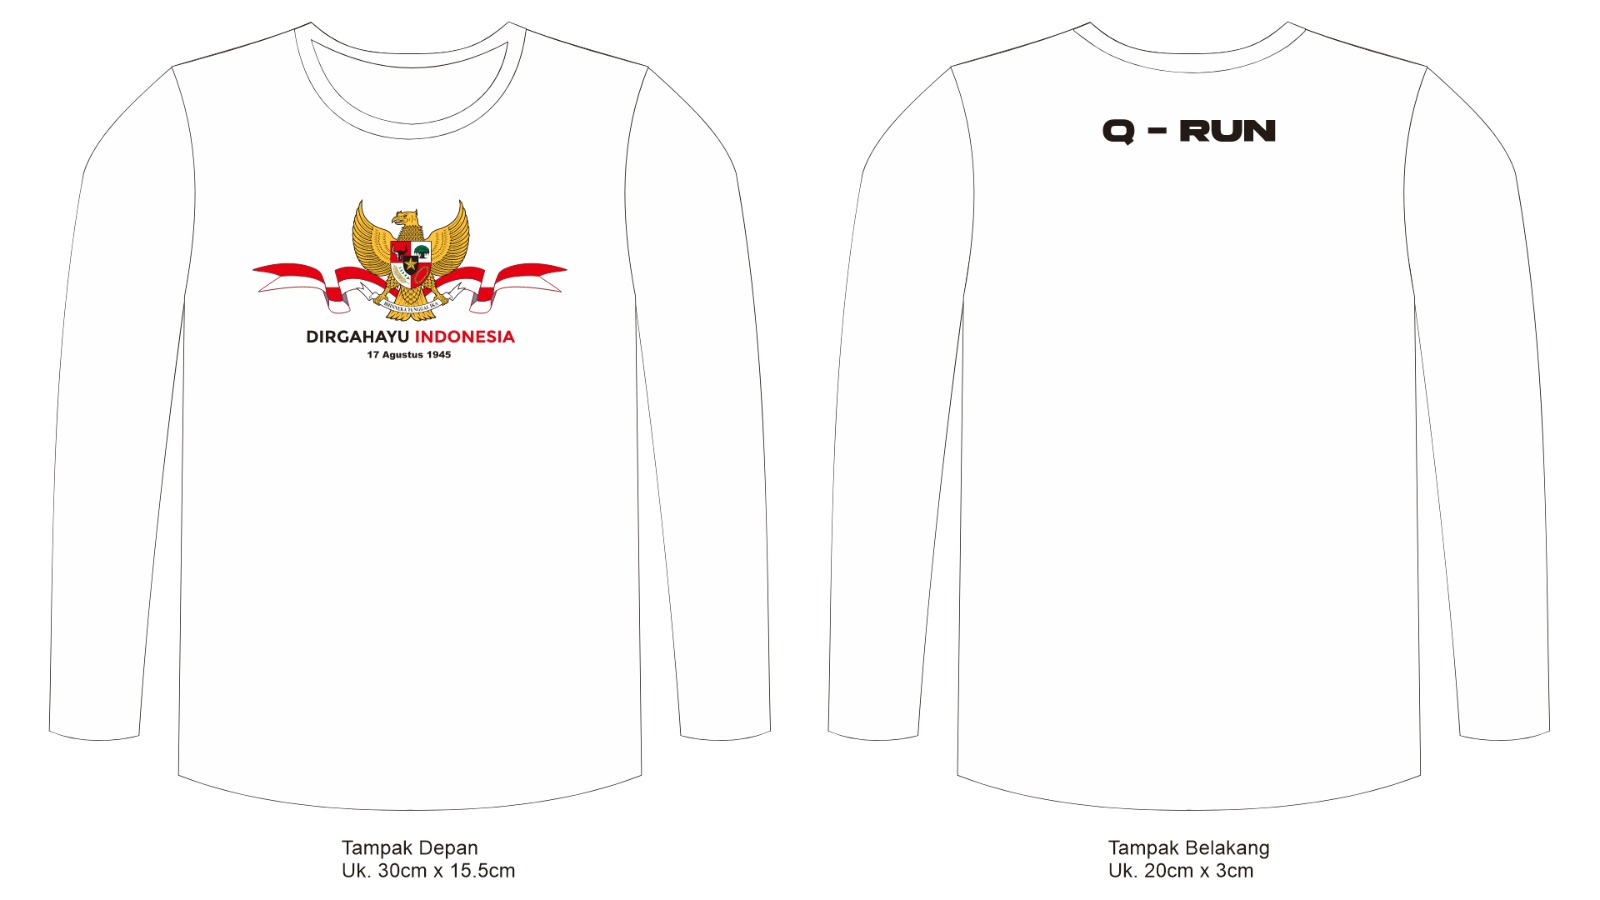 Q – RUN
BHINNEKA TUNGGAL IKA
DIRGAHAYU INDONESIA
17 Agustus 1945
Tampak Depan
Uk. 30cm x 15.5cm
Tampak Belakang
Uk. 20cm x 3cm